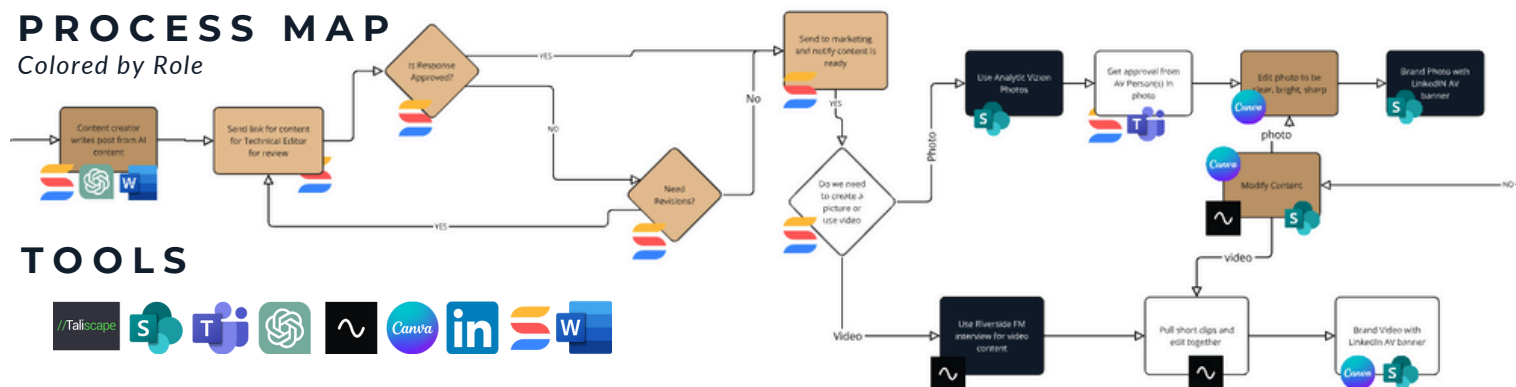 PROCESS MAP
Colored by Role
Content creator
writes post from AI
content
Send link for content
for Technical Editor
for review
Is Response
Approved?
YES
NO
Need
Revisions?
YES
No
Send to marketing
and notify content is
ready
YES
Do we need
to create a
picture or
use video
Photo
Use Analytic Vizion
Photos
S
Get approval from
AV Person(s) in
photo
T
Edit photo to be
clear, bright, sharp
Canva
Brand Photo with
LinkedIN AV
banner
S
photo
Canva
Modify Content
S
NO
video
Video
Use Riverside FM
interview for video
content
Pull short clips and
edit together
Brand Video with
LinkedIn AV banner
Canva
S
W
TOOLS
//Taliscape
S
T
Canva
in
W